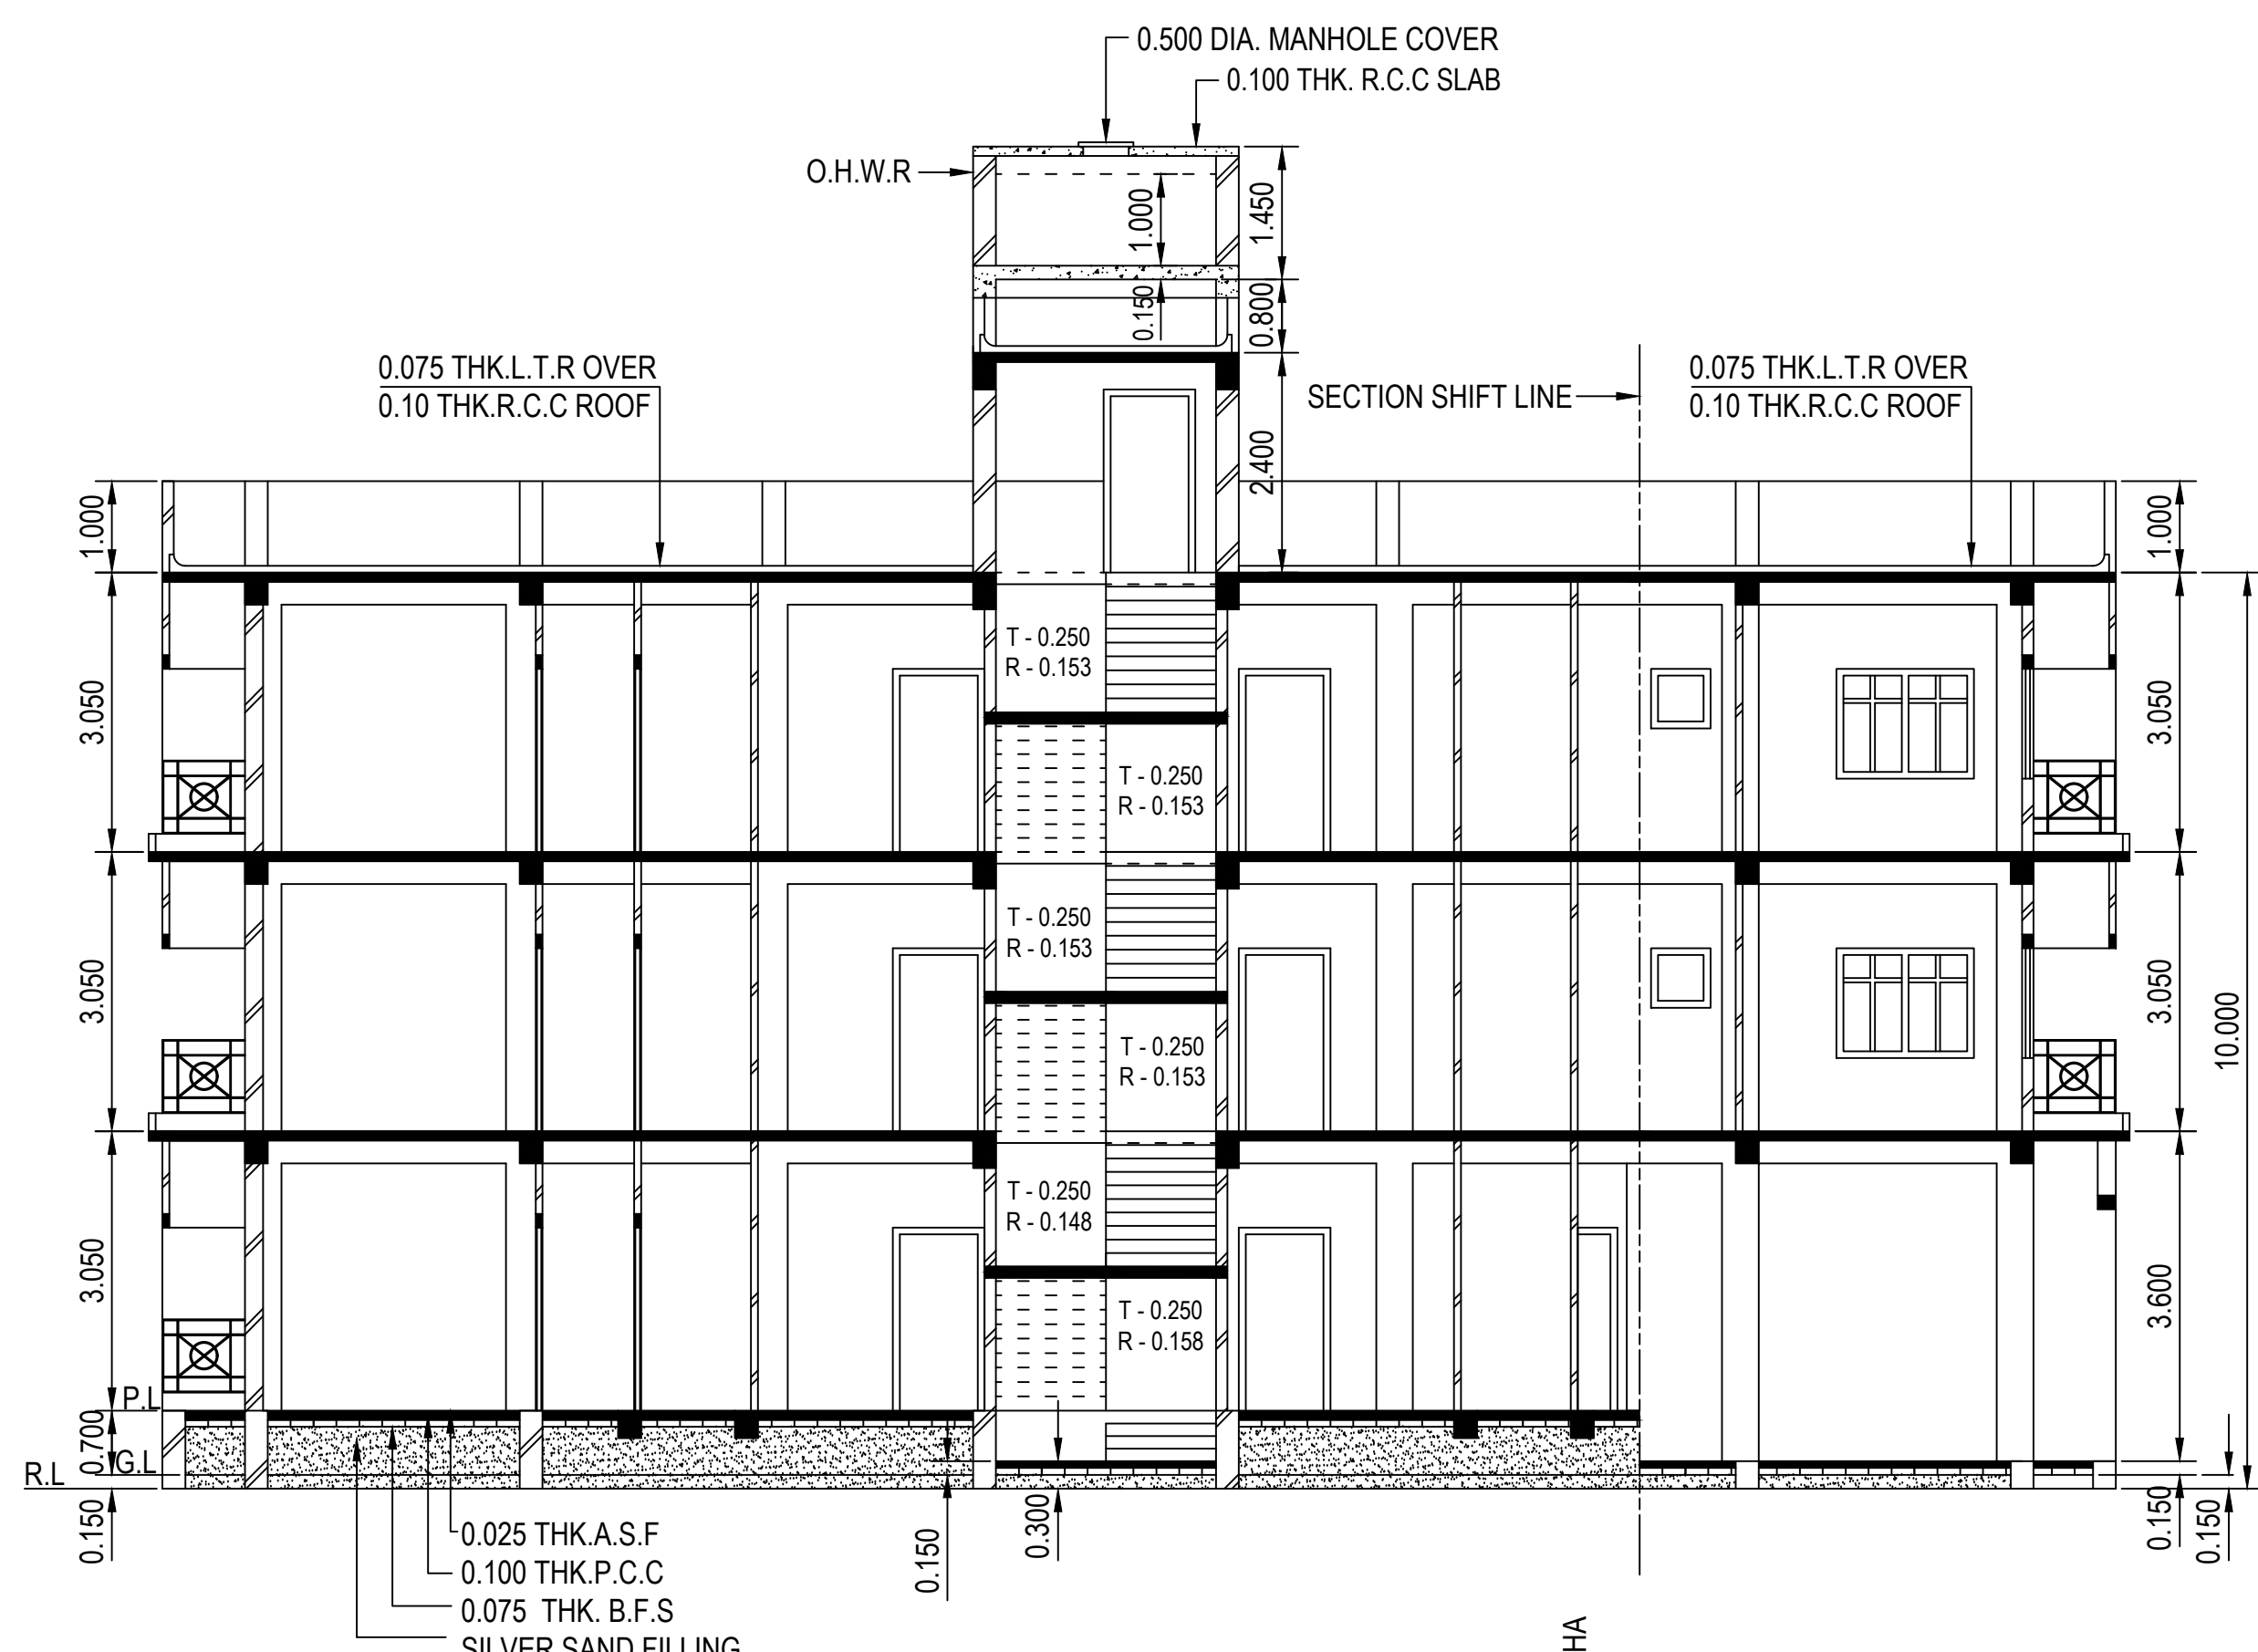 0.500 DIA. MANHOLE COVER
0.100 THK. R.C.C SLAB
O.H.W.R
1.000
1.450
0.150
0.800
0.075 THK.L.T.R OVER
0.10 THK.R.C.C ROOF
SECTION SHIFT LINE
0.075 THK.L.T.R OVER
0.10 THK.R.C.C ROOF
2.400
1.000
1.000
T - 0.250
R - 0.153
3.050
3.050
T - 0.250
R - 0.153
T - 0.250
R - 0.153
3.050
3.050
10.000
T - 0.250
R - 0.153
T - 0.250
R - 0.148
3.050
3.600
T - 0.250
R - 0.158
P.L
0.700
G.L
R.L
0.150
0.150
0.300
0.150
0.150
0.025 THK.A.S.F
0.100 THK.P.C.C
0.075 THK. B.F.S
SILVER SAND FILLING
HA